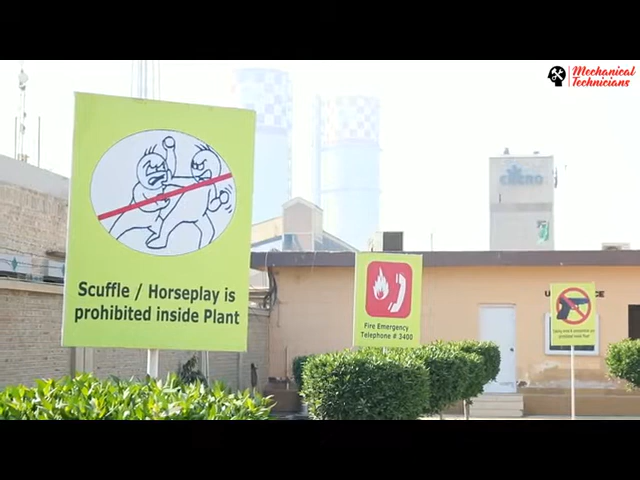 Mechanical
Technicians
Scuffle / Horseplay is
prohibited inside Plant
Fire Emergency
Telephone # 3400